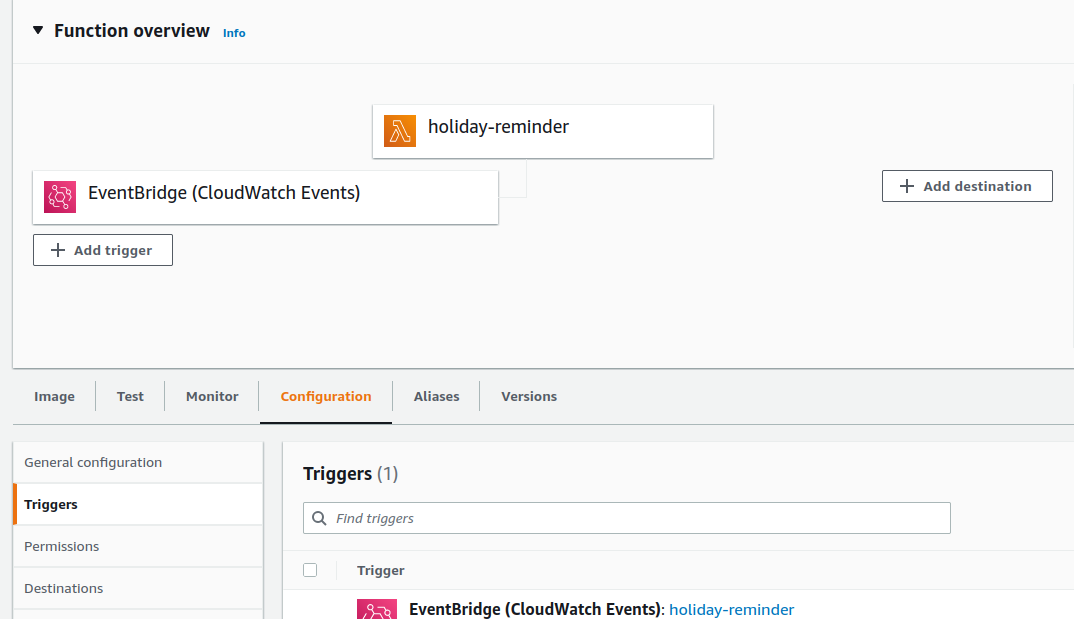 Function overview Info
holiday-reminder
EventBridge (CloudWatch Events)
Add destination
Add trigger
Image Test Monitor Configuration Aliases Versions
General configuration
Triggers
Permissions
Destinations
Triggers (1)
Find triggers
Trigger
EventBridge (CloudWatch Events): holiday-reminder